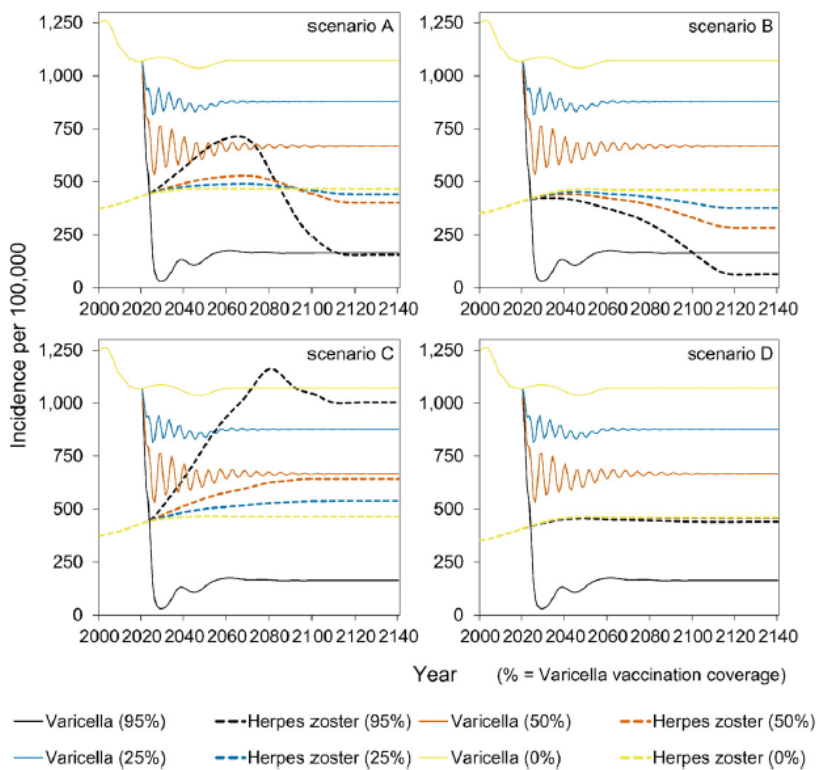 Incidence per 100,000
scenario A
1,250
1,000
750
500
250
0
2000 2020 2040 2060 2080 2100 2120 2140
scenario B
1,250
1,000
750
500
250
0
2000 2020 2040 2060 2080 2100 2120 2140
scenario C
1,250
1,000
750
500
250
0
2000 2020 2040 2060 2080 2100 2120 2140
scenario D
1,250
1,000
750
500
250
0
2000 2020 2040 2060 2080 2100 2120 2140
Year (% = Varicella vaccination coverage)
Varicella (95%) Herpes zoster (95%) Varicella (50%) Herpes zoster (50%)
Varicella (25%) Herpes zoster (25%) Varicella (0%) Herpes zoster (0%)